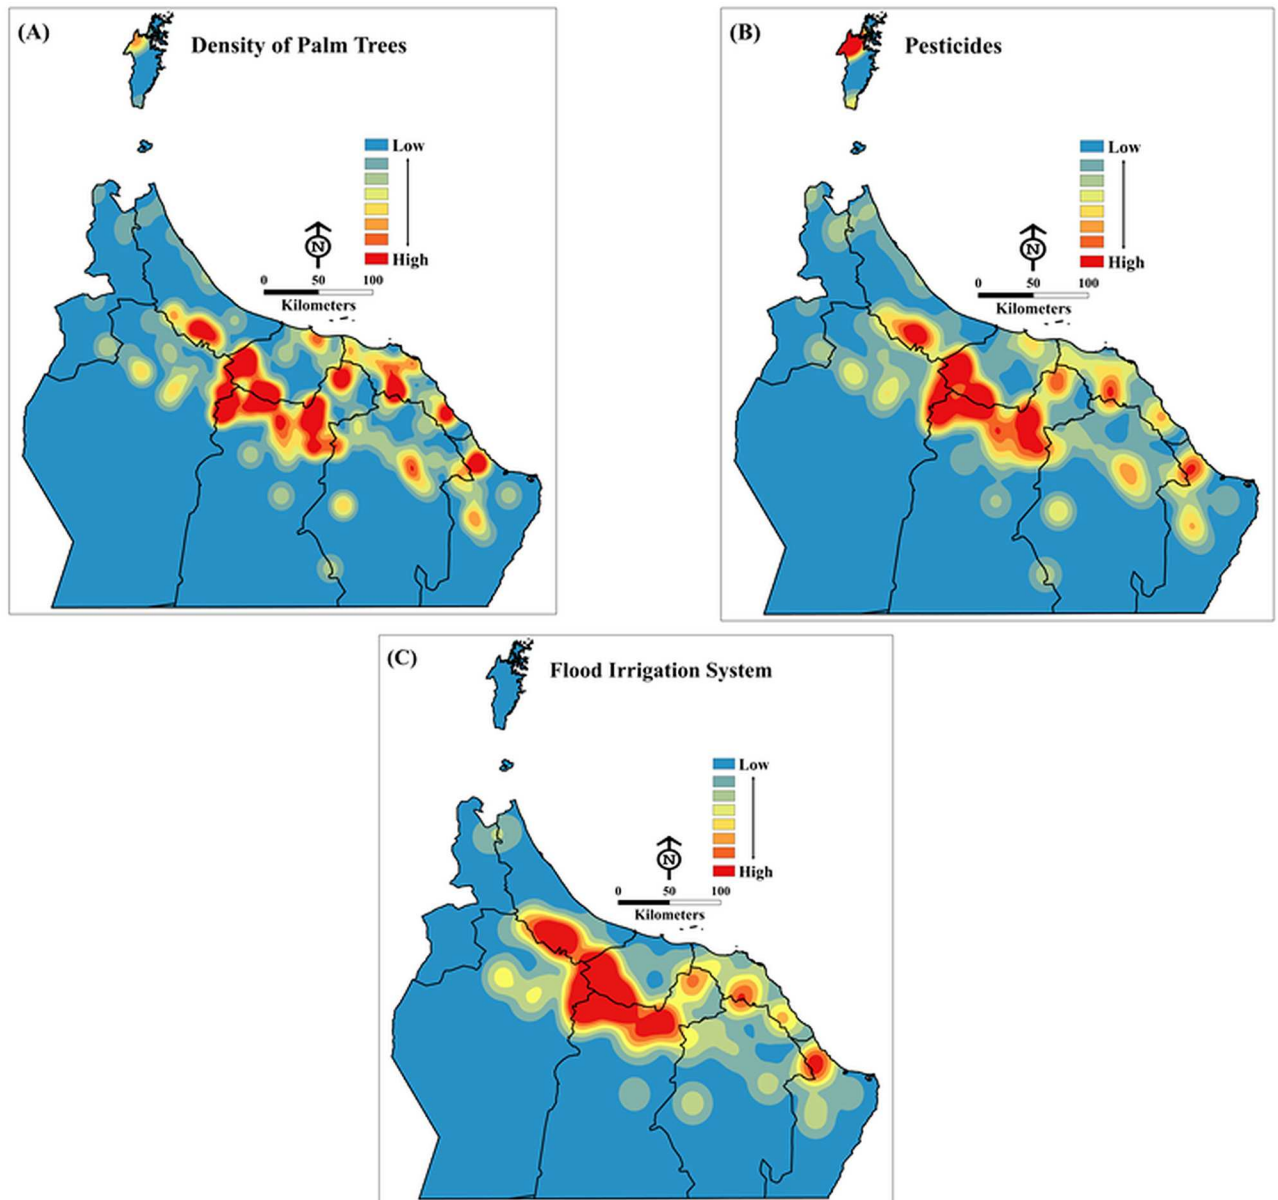 (A)
Density of Palm Trees
Low
High
N
0 50 100
Kilometers
(B)
Pesticides
Low
High
N
0 50 100
Kilometers
(C)
Flood Irrigation System
Low
High
N
0 50 100
Kilometers